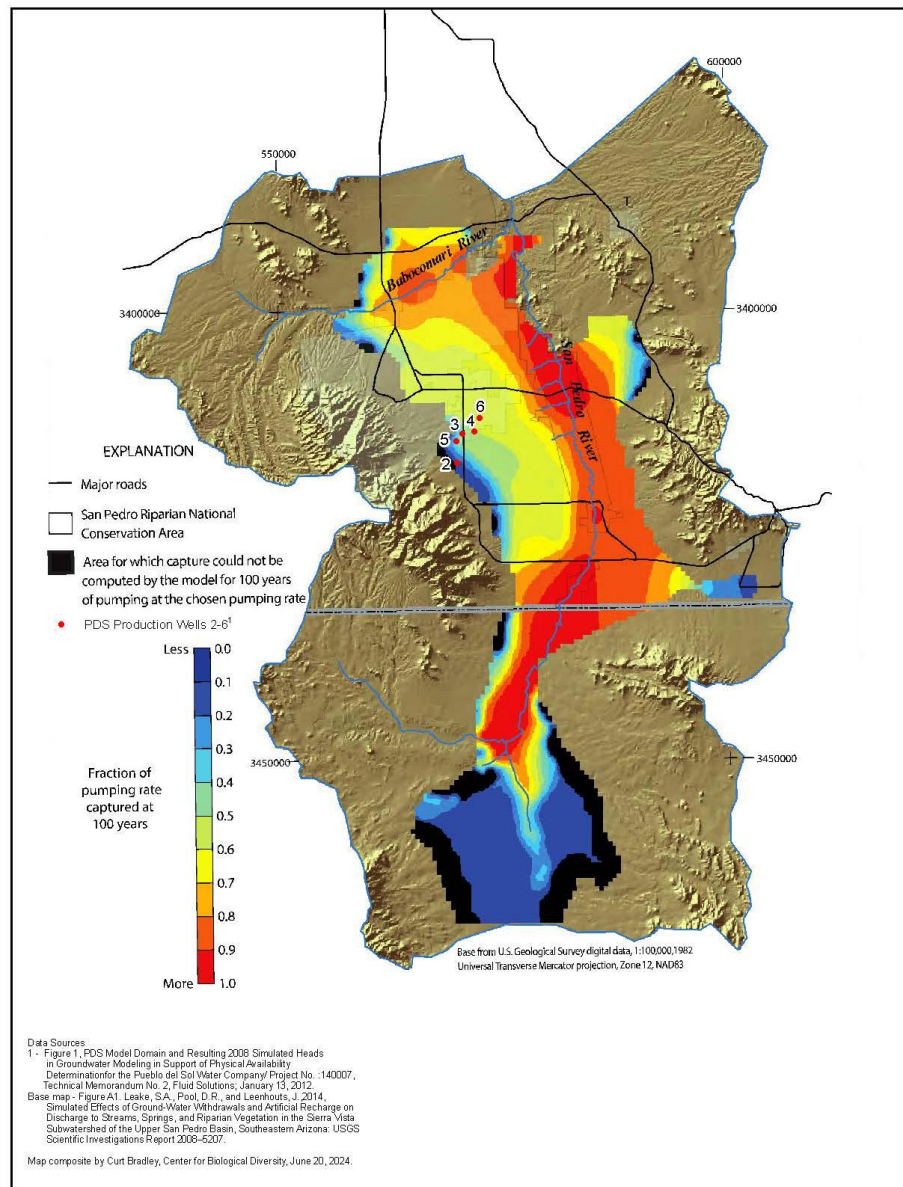 600000
550000
T
Babocomari River
3400000
3400000
San Pedro River
6
3 4
5
2
EXPLANATION
Major roads
San Pedro Riparian National
Conservation Area
Area for which capture could not be
computed by the model for 100 years
of pumping at the chosen pumping rate
PDS Production Wells 2-6¹
Less 0.0
0.1
0.2
0.3
Fraction of
pumping rate
captured at
100 years
0.4
0.5
0.6
0.7
0.8
0.9
More 1.0
3450000
3450000
Base from U.S. Geological Survey digital data, 1:100,000,1982
Universal Transverse Mercator projection, Zone 12, NAD83
Data Sources
1 - Figure 1, PDS Model Domain and Resulting 2008 Simulated Heads
in Groundwater Modeling in Support of Physical Availability
Determinationfor the Pueblo del Sol Water Company/ Project No. :140007,
Technical Memorandum No. 2, Fluid Solutions; January 13, 2012.
Base map - Figure A1. Leake, S.A., Pool, D.R., and Leenhouts, J.,2014,
Simulated Effects of Ground-Water Withdrawals and Artificial Recharge on
Discharge to Streams, Springs, and Riparian Vegetation in the Sierra Vista
Subwatershed of the Upper San Pedro Basin, Southeastern Arizona: USGS
Scientific Investigations Report 2008–5207.
Map composite by Curt Bradley, Center for Biological Diversity, June 20, 2024.